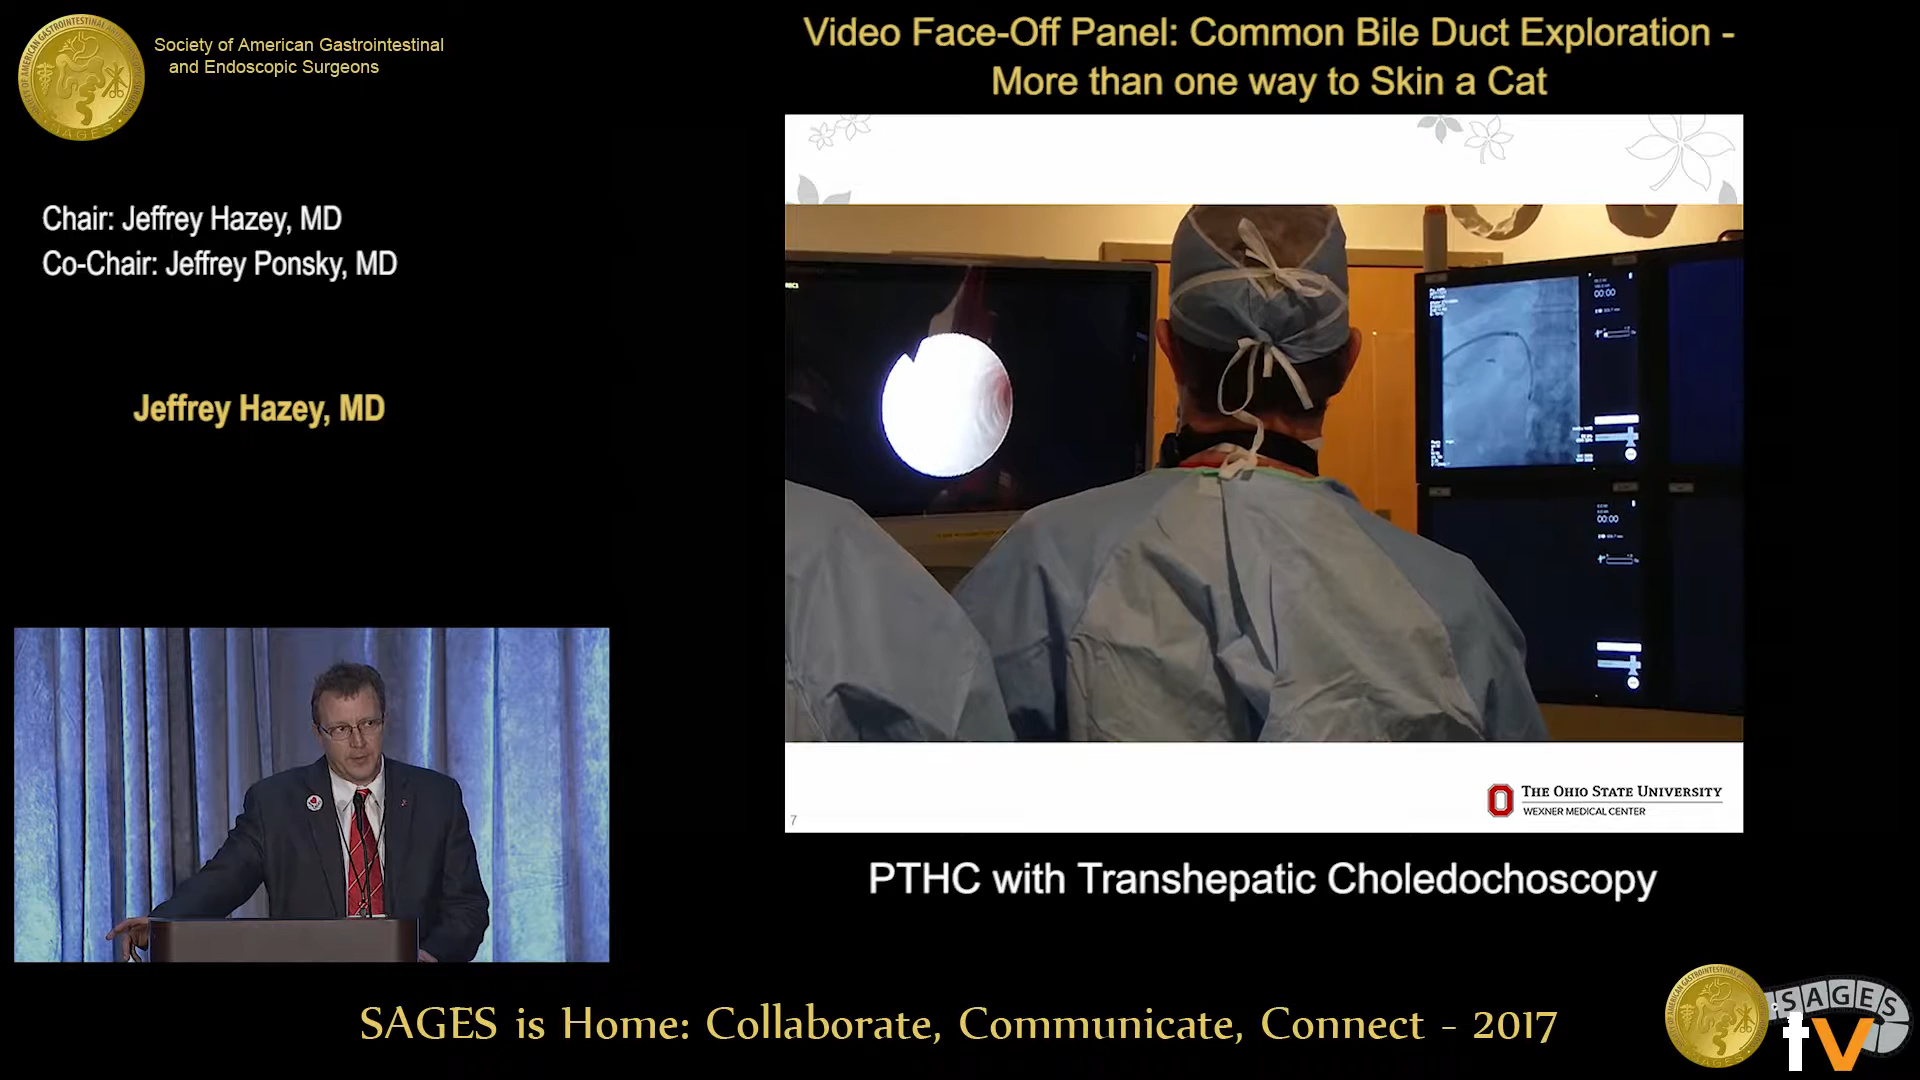 Society of American Gastrointestinal
and Endoscopic Surgeons
Video Face-Off Panel: Common Bile Duct Exploration -
More than one way to Skin a Cat
Chair: Jeffrey Hazey, MD
Co-Chair: Jeffrey Ponsky, MD
Jeffrey Hazey, MD
00:00
00:00
7
THE OHIO STATE UNIVERSITY
WEXNER MEDICAL CENTER
PTHC with Transhepatic Choledochoscopy
SAGES is Home: Collaborate, Communicate, Connect - 2017
SAGES
tv